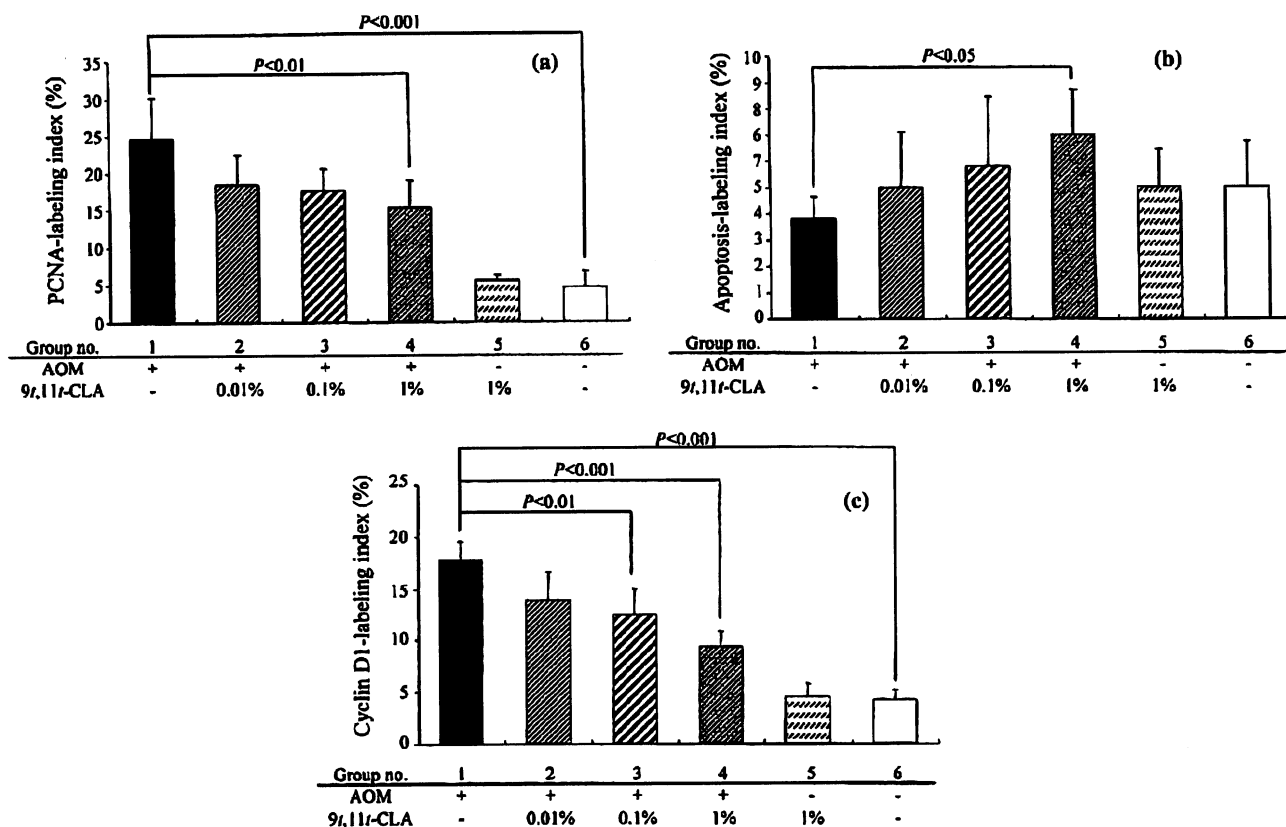 P<0.001
P<0.01
(a)
PCNA-labeling index (%)
35
30
25
20
15
10
5
0
Group no. 1 2 3 4 5 6
AOM + + + + - -
9t,11t-CLA - 0.01% 0.1% 1% 1% -
P<0.05
(b)
Apoptosis-labeling index (%)
10
9
8
6
7
5
4
3
1
1
0
Group no. 1 2 3 4 5 6
AOM + + + + - -
9t,11t-CLA - 0.01% 0.1% 1% 1% -
P<0.001
P<0.001
P<0.01
(c)
Cyclin D1-labeling index (%)
25
20
15
10
5
0
Group no. 1 2 3 4 5 6
AOM + + + + - -
9t,11t-CLA - 0.01% 0.1% 1% 1% -